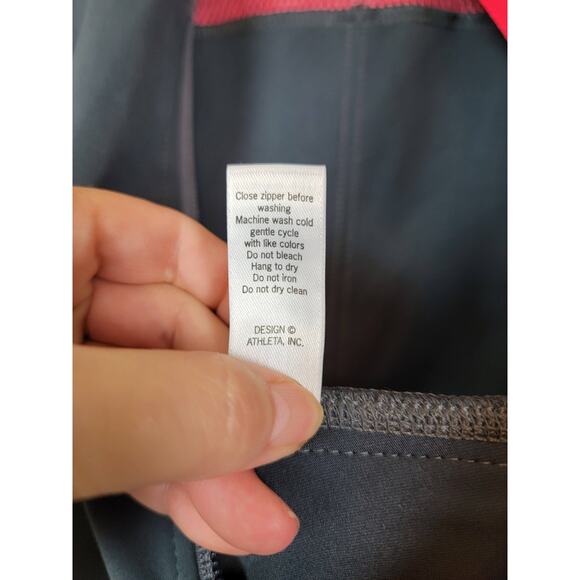 Close zipper before
washing
Machine wash cold
gentle cycle
with like colors
Do not bleach
Hang to dry
Do not iron
Do not dry clean
DESIGN ©
ATHLETA, INC.